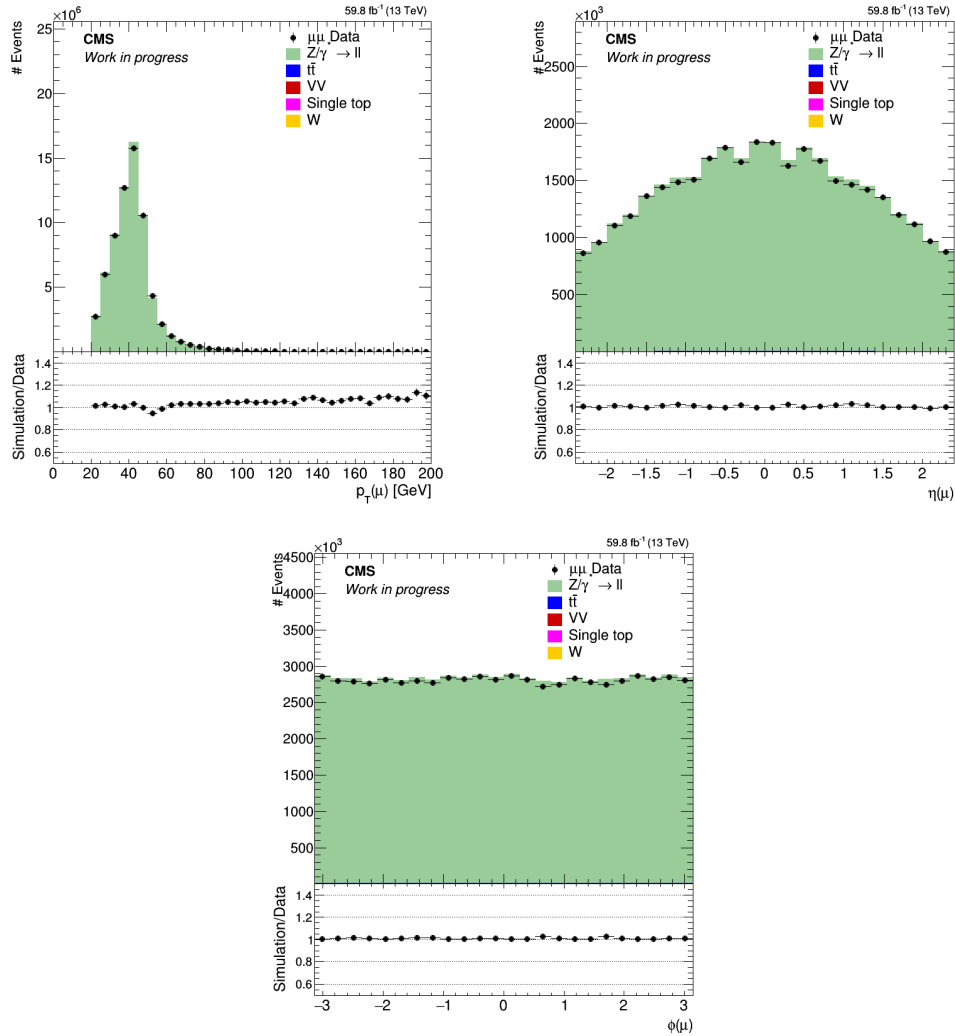 59.8 fb⁻¹ (13 TeV)
×10⁶
# Events
CMS
Work in progress
μμ Data
Z/γ* → ll
tt̄
VV
Single top
W
25
20
15
10
5
Simulation/Data
1.4
1.2
1
0.8
0.6
0 20 40 60 80 100 120 140 160 180 200
p_T(μ) [GeV]
59.8 fb⁻¹ (13 TeV)
×10³
# Events
CMS
Work in progress
μμ Data
Z/γ* → ll
tt̄
VV
Single top
W
2500
2000
1500
1000
500
Simulation/Data
1.4
1.2
1
0.8
0.6
−2 −1.5 −1 −0.5 0 0.5 1 1.5 2
η(μ)
59.8 fb⁻¹ (13 TeV)
×10³
# Events
CMS
Work in progress
μμ Data
Z/γ* → ll
tt̄
VV
Single top
W
4500
4000
3500
3000
2500
2000
1500
1000
500
Simulation/Data
1.4
1.2
1
0.8
0.6
−3 −2 −1 0 1 2 3
ϕ(μ)